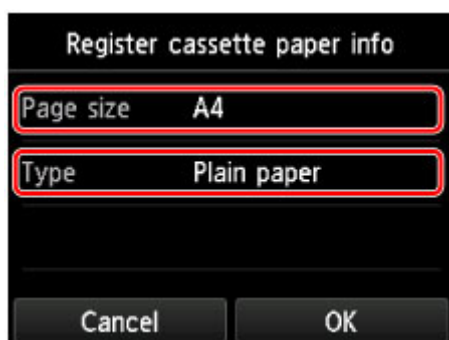 Register cassette paper info
Page size A4
Type Plain paper
Cancel OK